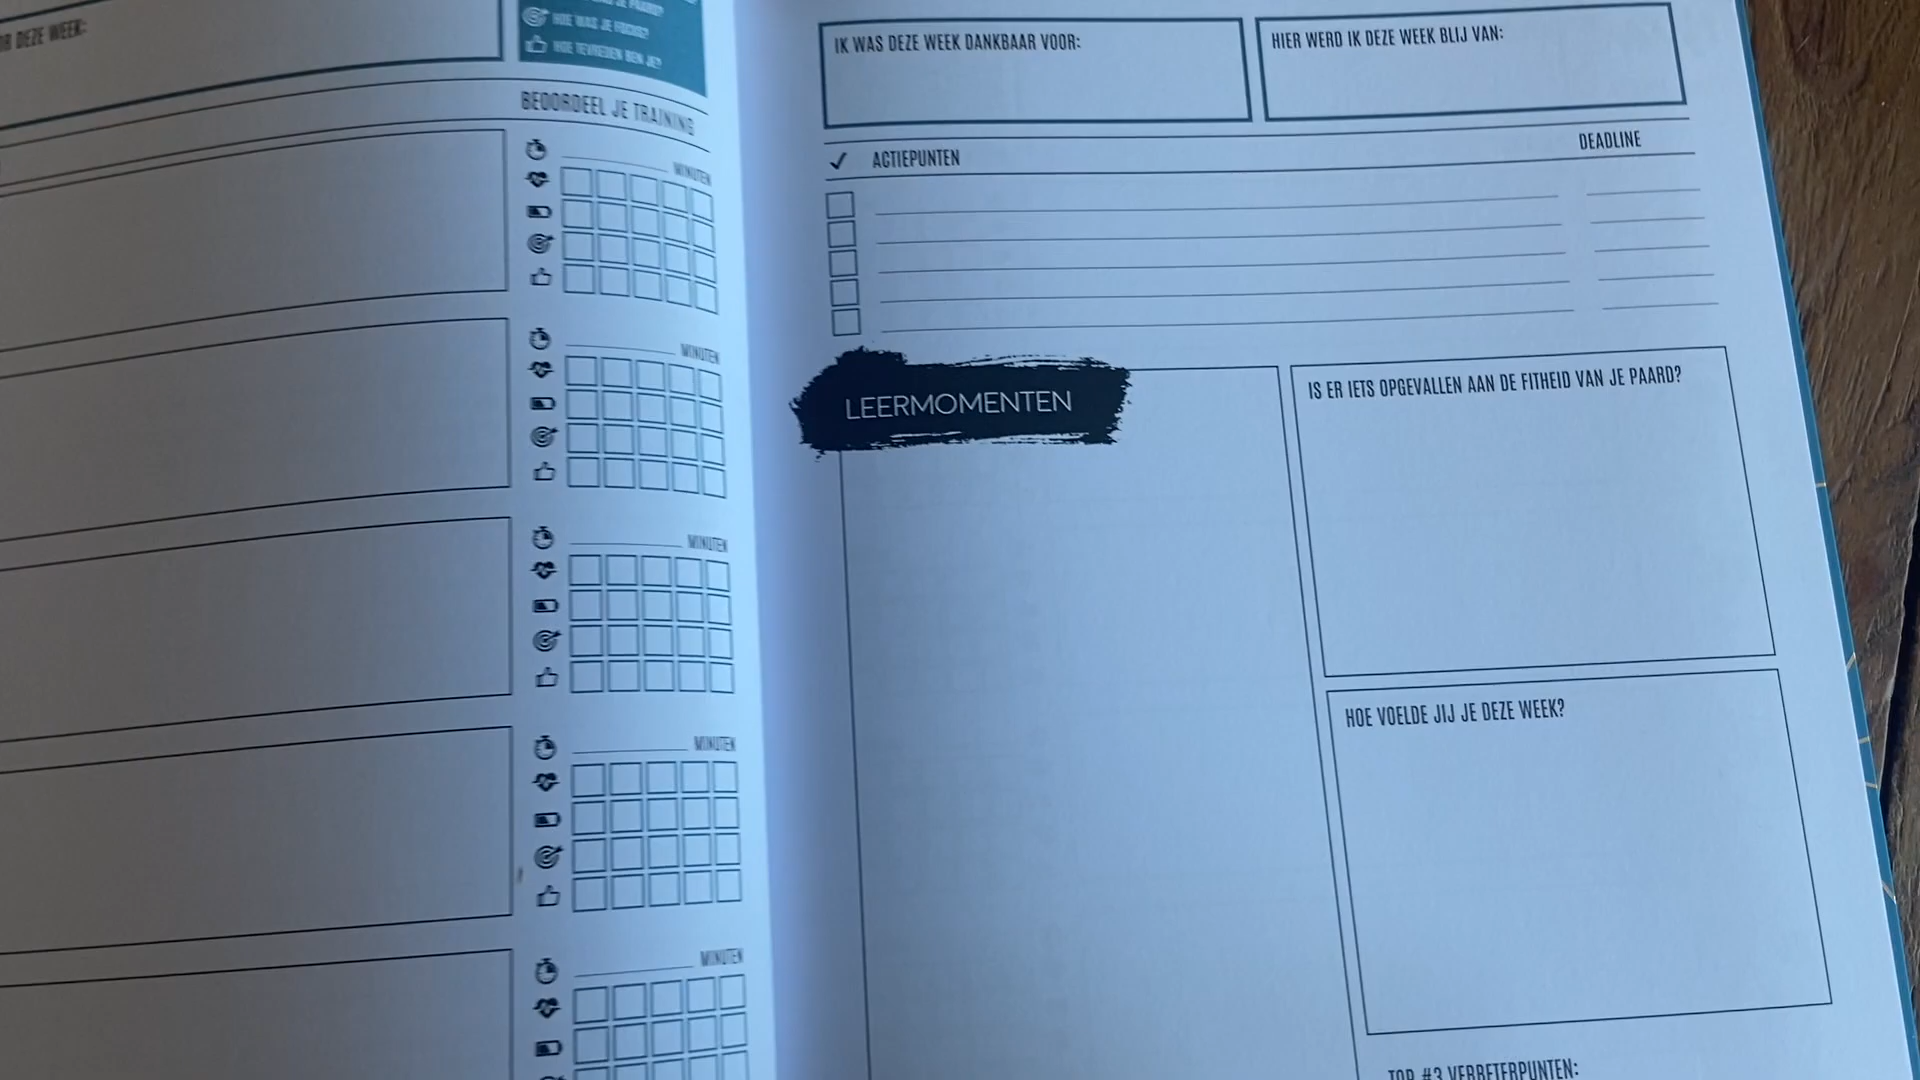 DEZE WEEK:
JE PAARD?
HOE WAS JE FOCUS?
HOE TEVREDEN BEN JE?
BEOORDEEL JE TRAINING
MINUTEN
MINUTEN
MINUTEN
MINUTEN
MINUTEN
IK WAS DEZE WEEK DANKBAAR VOOR:
HIER WERD IK DEZE WEEK BLIJ VAN:
ACTIEPUNTEN
DEADLINE
LEERMOMENTEN
IS ER IETS OPGEVALLEN AAN DE FITHEID VAN JE PAARD?
HOE VOELDE JIJ JE DEZE WEEK?
TOP #3 VERBETERPUNTEN: